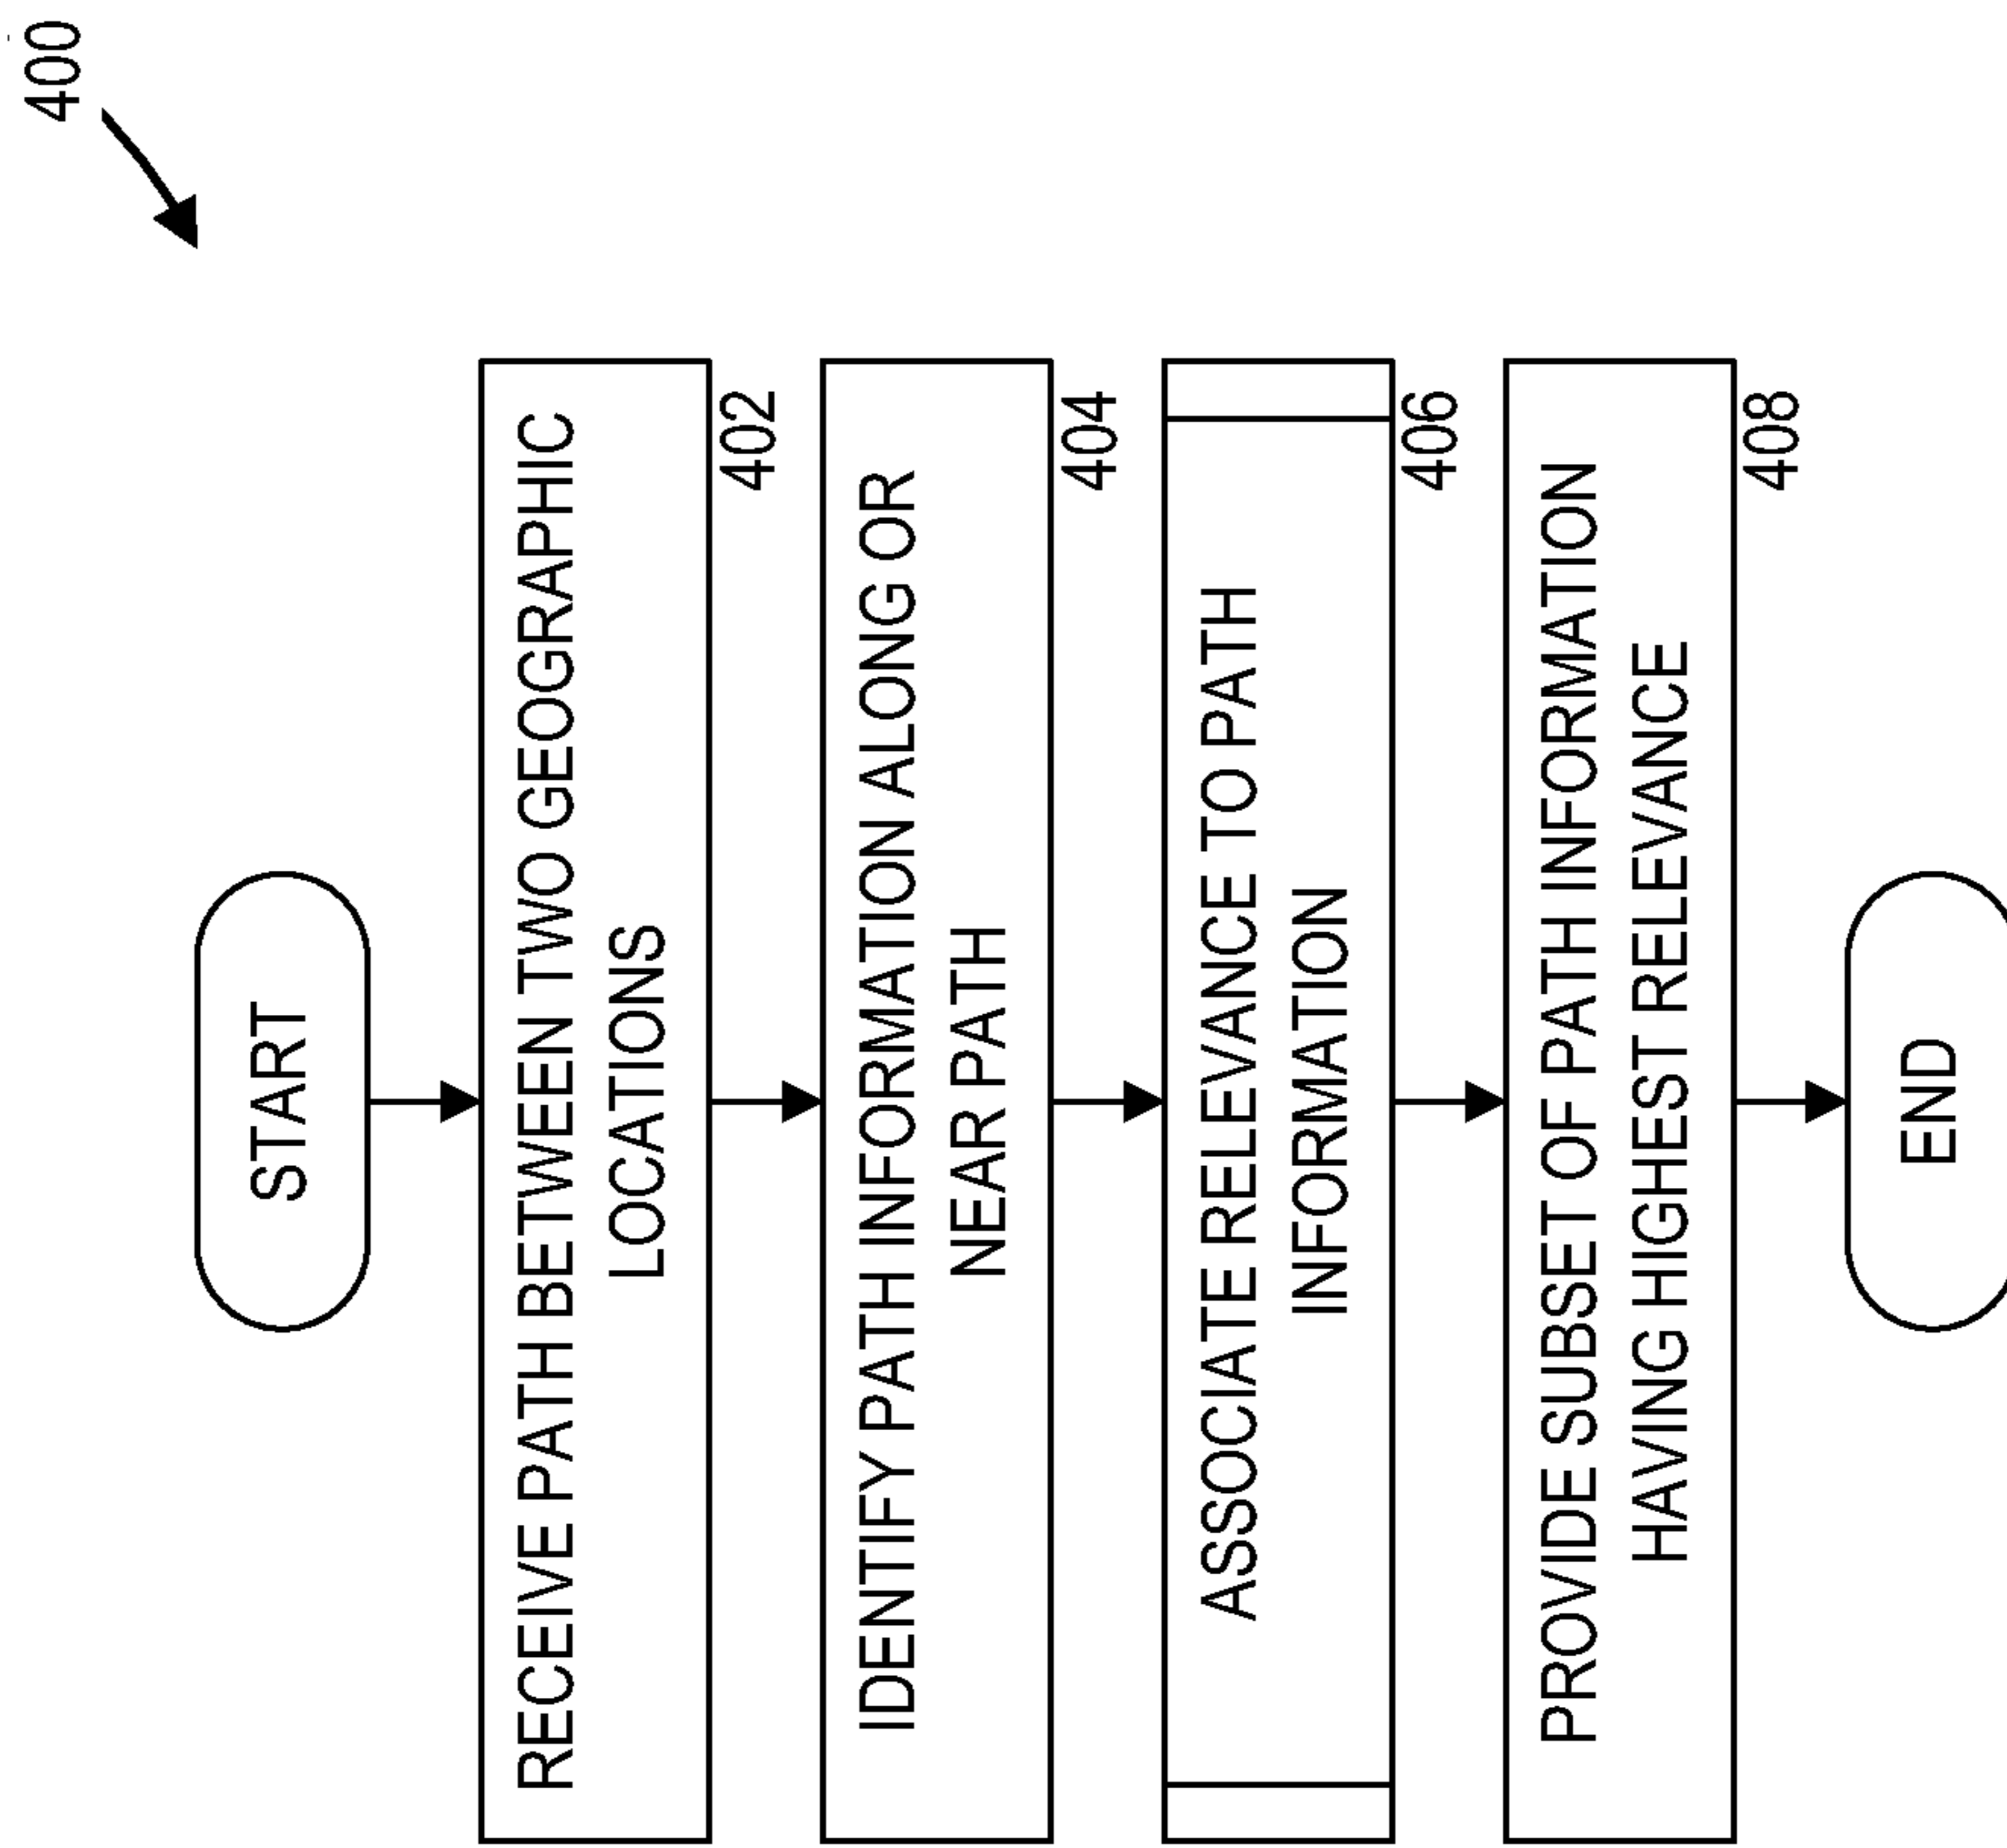 400
START
RECEIVE PATH BETWEEN TWO GEOGRAPHIC
LOCATIONS
402
IDENTIFY PATH INFORMATION ALONG OR
NEAR PATH
404
ASSOCIATE RELEVANCE TO PATH
INFORMATION
406
PROVIDE SUBSET OF PATH INFORMATION
HAVING HIGHEST RELEVANCE
408
END